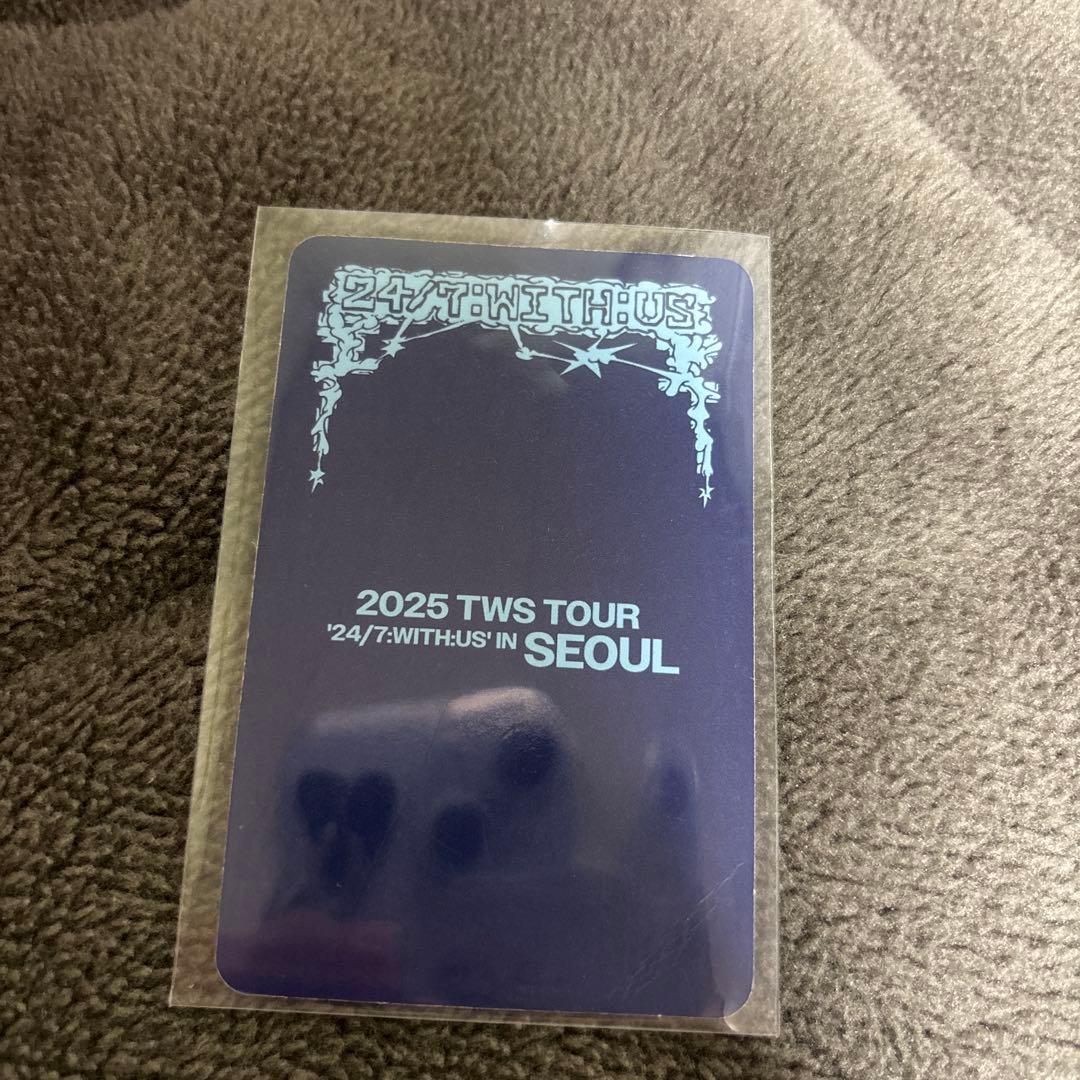 24/7:WITH:US
2025 TWS TOUR
'24/7:WITH:US' IN SEOUL